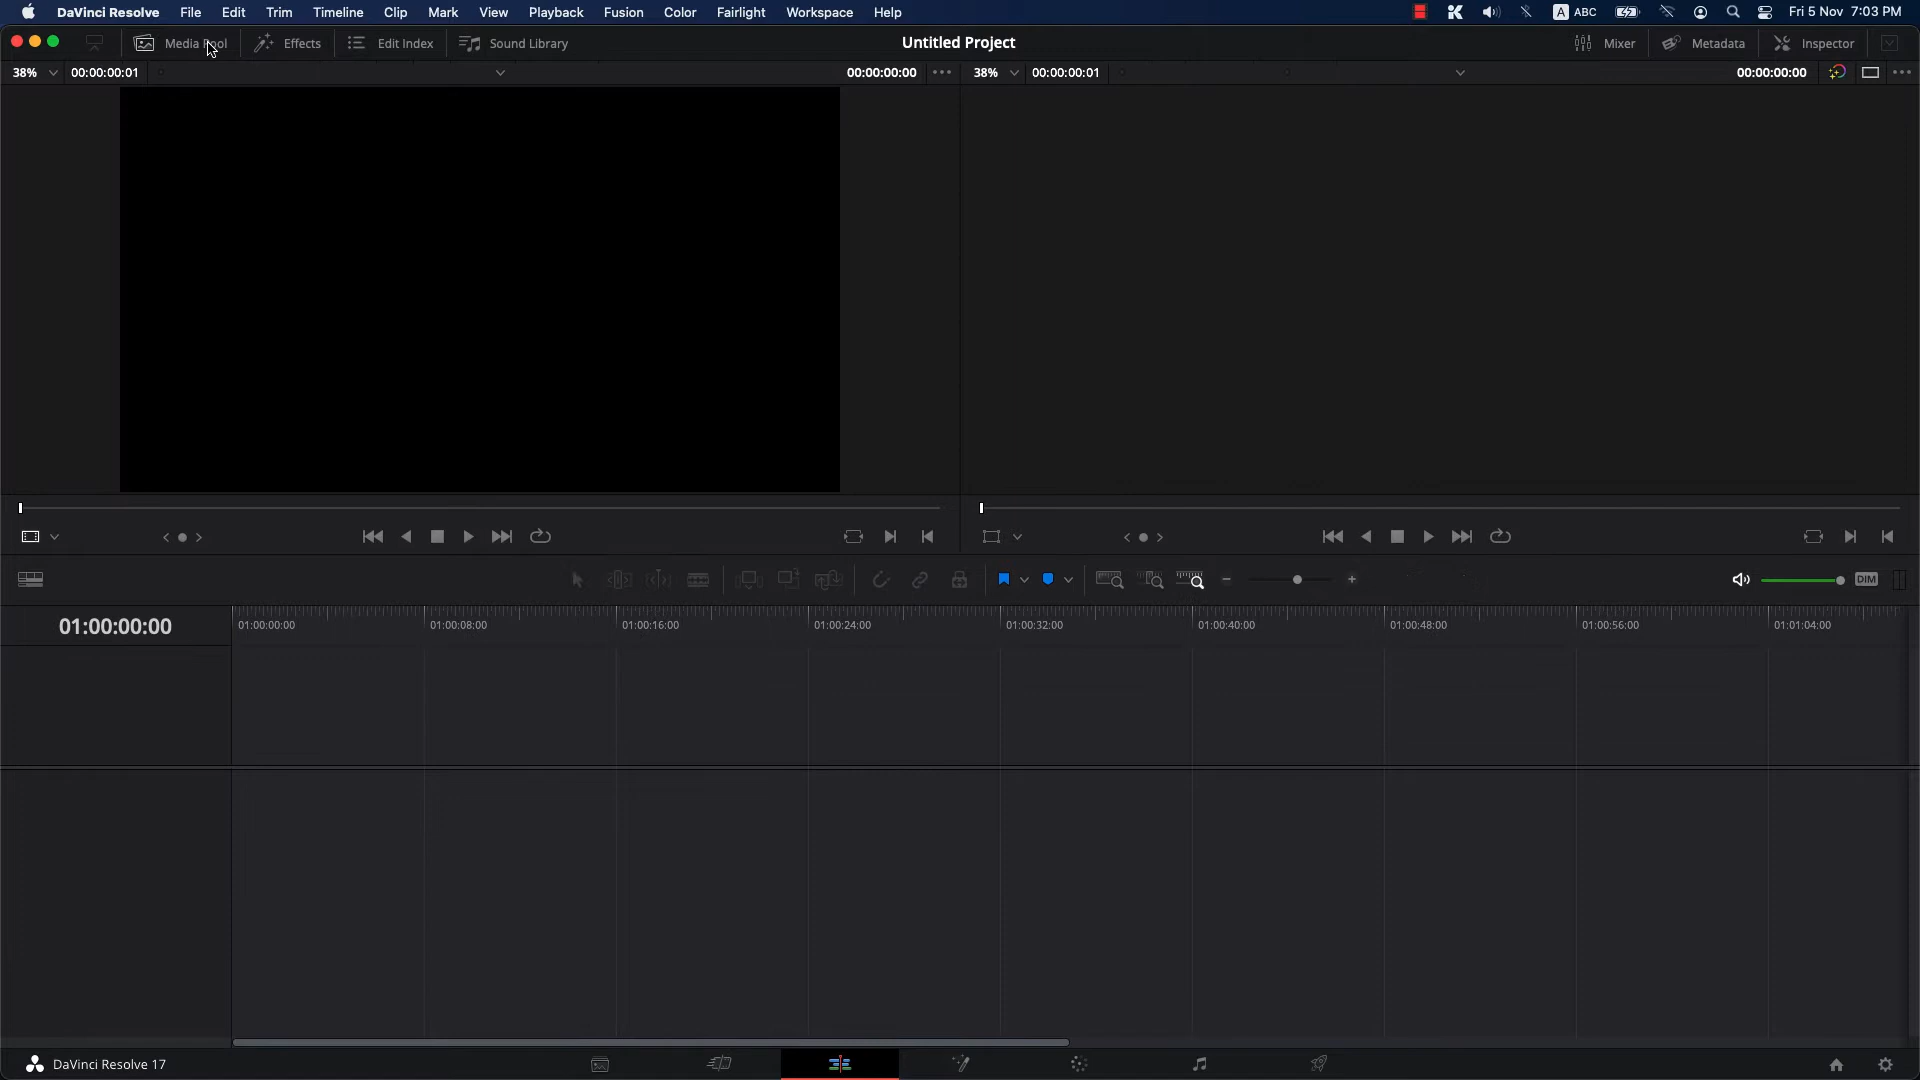 DaVinci Resolve File Edit Trim Timeline Clip Mark View Playback Fusion Color Fairlight Workspace Help A ABC Fri 5 Nov 7:03 PM
Media Pool Effects Edit Index Sound Library Untitled Project Mixer Metadata Inspector
38% 00:00:00:01 00:00:00:00 38% 00:00:00:01 00:00:00:00
DIM
01:00:00:00
01:00:00:00 01:00:08:00 01:00:16:00 01:00:24:00 01:00:32:00 01:00:40:00 01:00:48:00 01:00:56:00 01:01:04:00
DaVinci Resolve 17